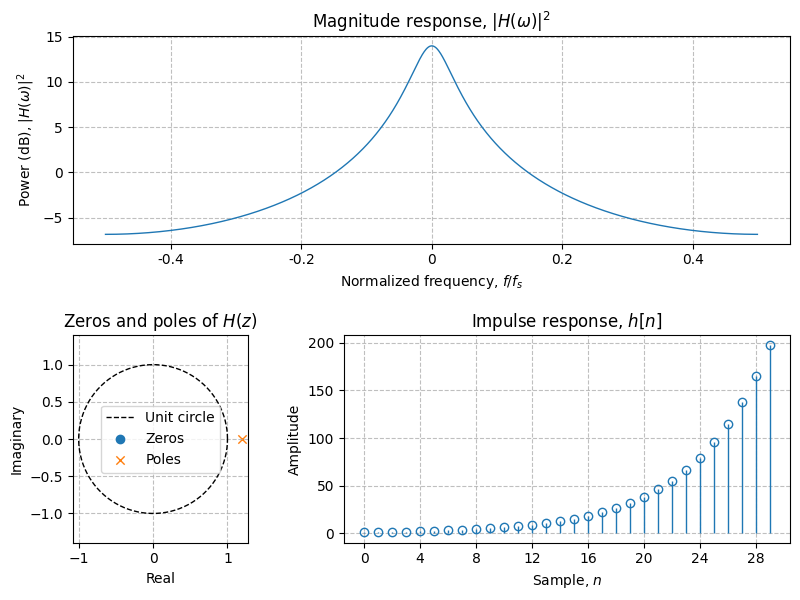 Magnitude response, |H(ω)|²
Power (dB), |H(ω)|²
15
10
5
0
−5
-0.4 -0.2 0 0.2 0.4
Normalized frequency, f/fₛ
Zeros and poles of H(z)
Imaginary
1.0
0.5
0.0
−0.5
−1.0
Unit circle
Zeros
Poles
−1 0 1
Real
Impulse response, h[n]
Amplitude
200
150
100
50
0
0 4 8 12 16 20 24 28
Sample, n